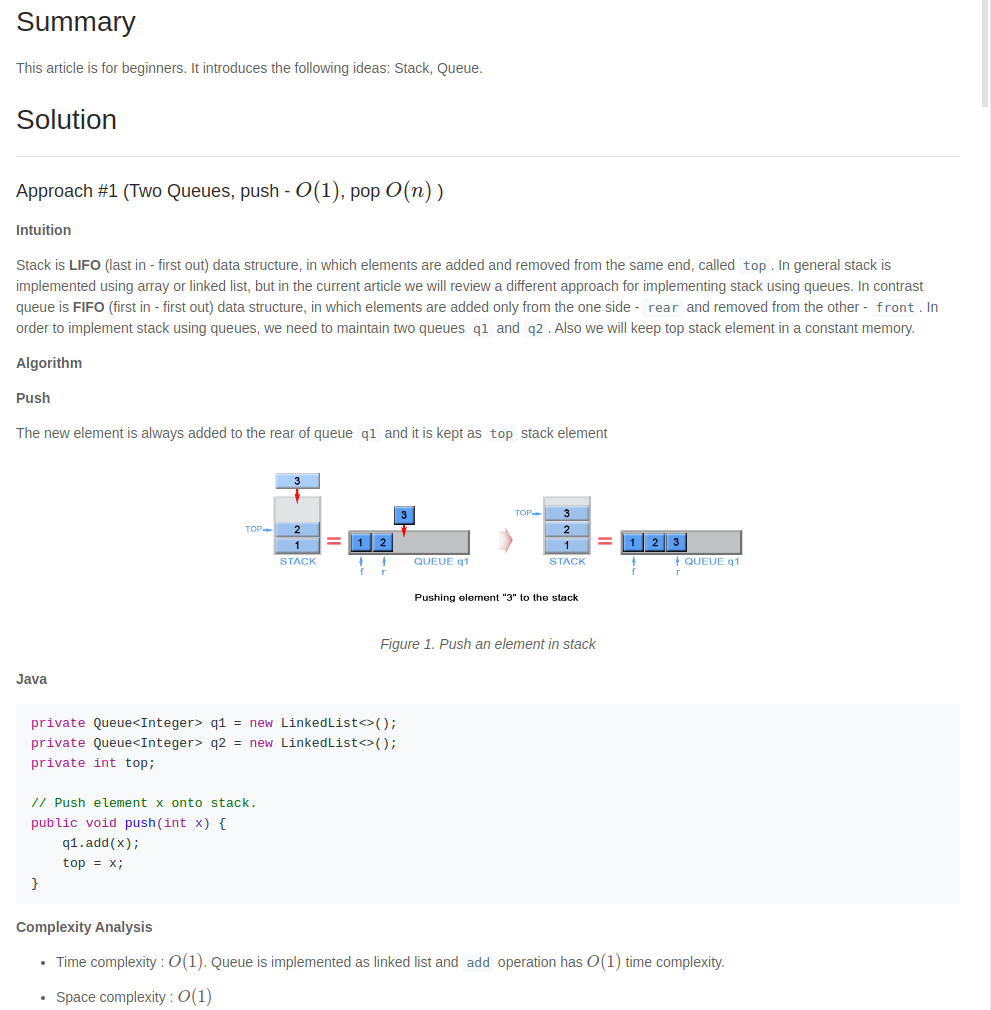 Summary
This article is for beginners. It introduces the following ideas: Stack, Queue.
Solution
Approach #1 (Two Queues, push - O(1), pop O(n) )
Intuition
Stack is LIFO (last in - first out) data structure, in which elements are added and removed from the same end, called top . In general stack is
implemented using array or linked list, but in the current article we will review a different approach for implementing stack using queues. In contrast
queue is FIFO (first in - first out) data structure, in which elements are added only from the one side - rear and removed from the other - front . In
order to implement stack using queues, we need to maintain two queues q1 and q2 . Also we will keep top stack element in a constant memory.
Algorithm
Push
The new element is always added to the rear of queue q1 and it is kept as top stack element
3
TOP
2
1
STACK
=
3
1 2
f r
QUEUE q1
TOP
3
2
1
STACK
=
1 2 3
f r
QUEUE q1
Pushing element "3" to the stack
Figure 1. Push an element in stack
Java
private Queue<Integer> q1 = new LinkedList<>();
private Queue<Integer> q2 = new LinkedList<>();
private int top;
// Push element x onto stack.
public void push(int x) {
    q1.add(x);
    top = x;
}
Complexity Analysis
• Time complexity : O(1). Queue is implemented as linked list and add operation has O(1) time complexity.
• Space complexity : O(1)